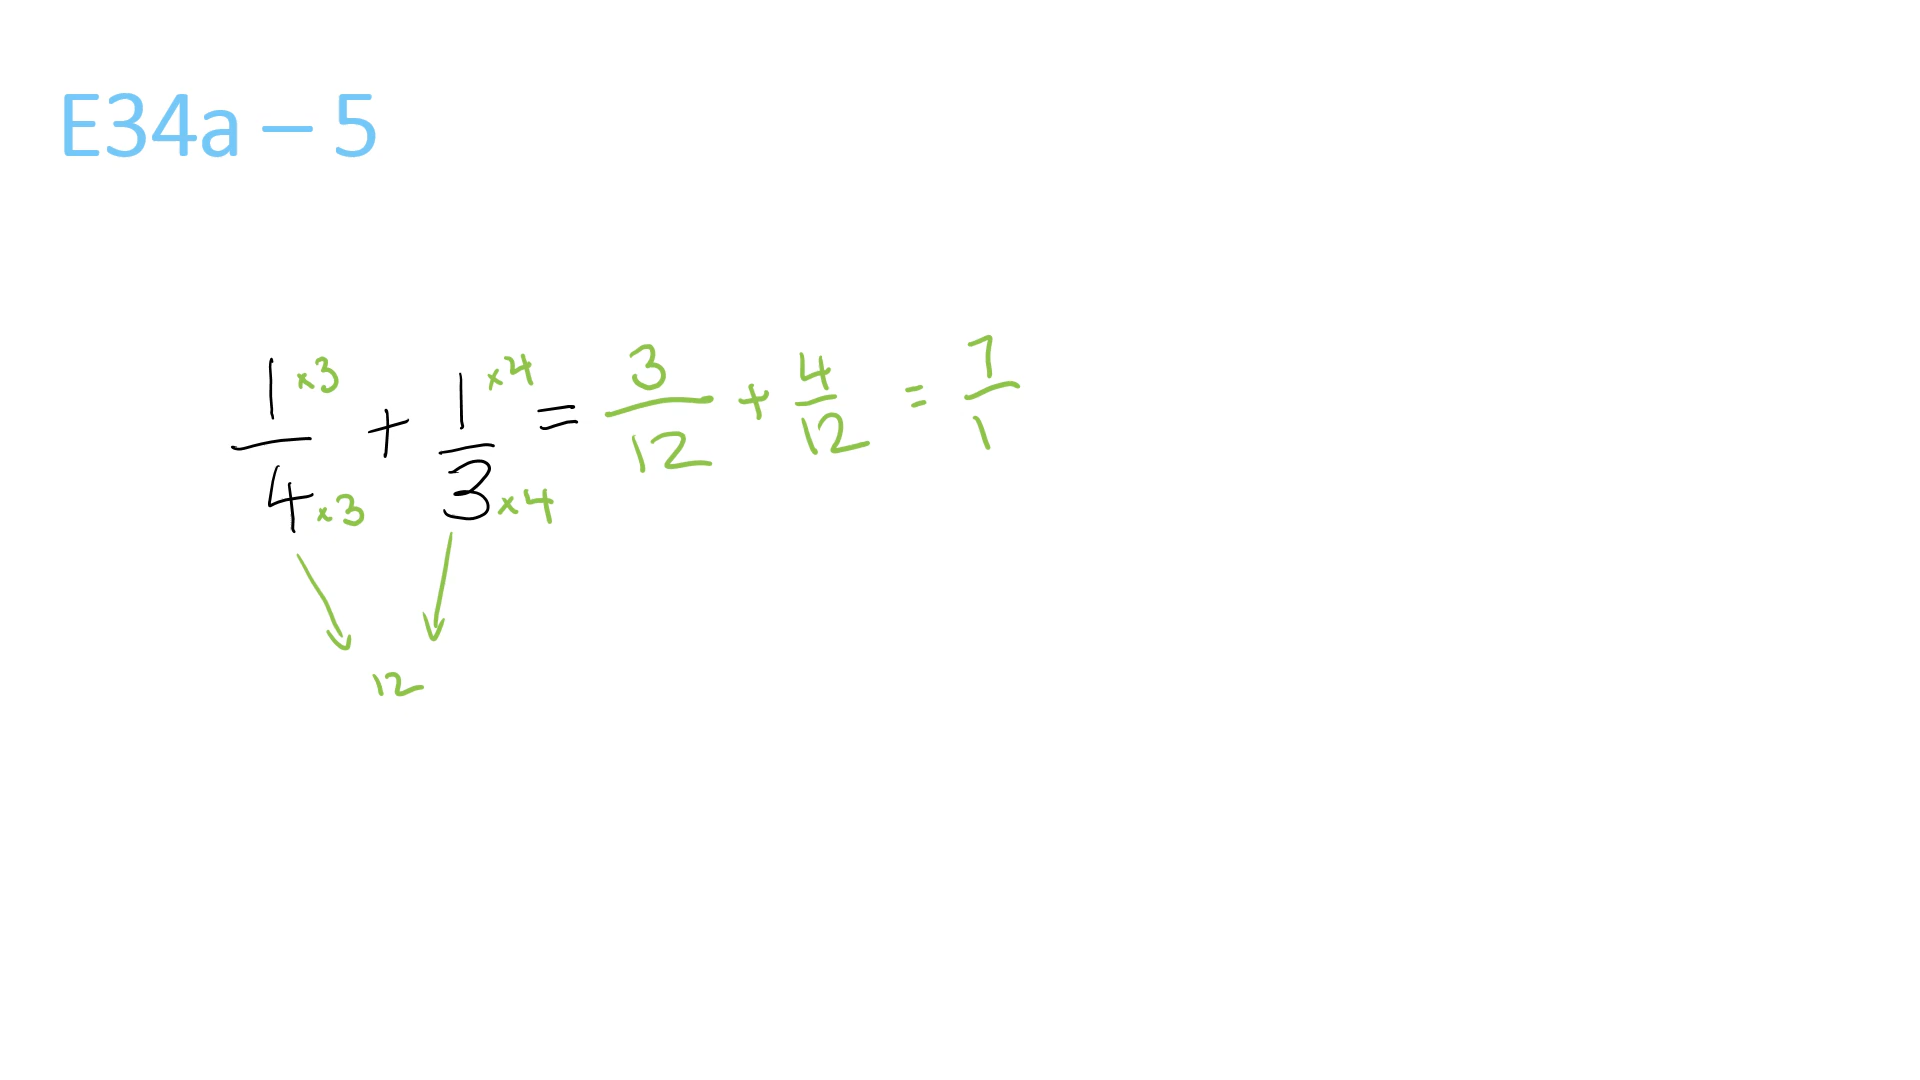 E34a – 5
1 ×3 / 4 ×3 + 1 ×4 / 3 ×4 = 3/12 + 4/12 = 7/1
12